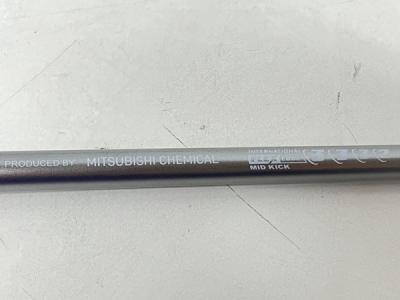 PRODUCED BY MITSUBISHI CHEMICAL
INTERNATIONAL
MID KICK